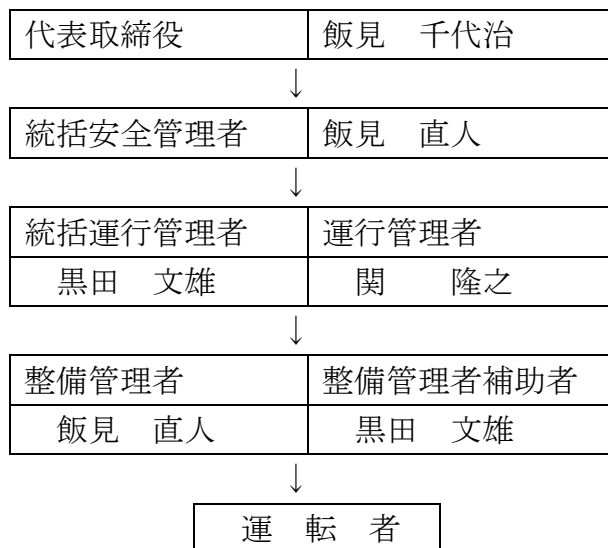 代表取締役 飯見 千代治
↓
統括安全管理者 飯見 直人
↓
統括運行管理者 運行管理者
黒田 文雄 関 隆之
↓
整備管理者 整備管理者補助者
飯見 直人 黒田 文雄
↓
運 転 者